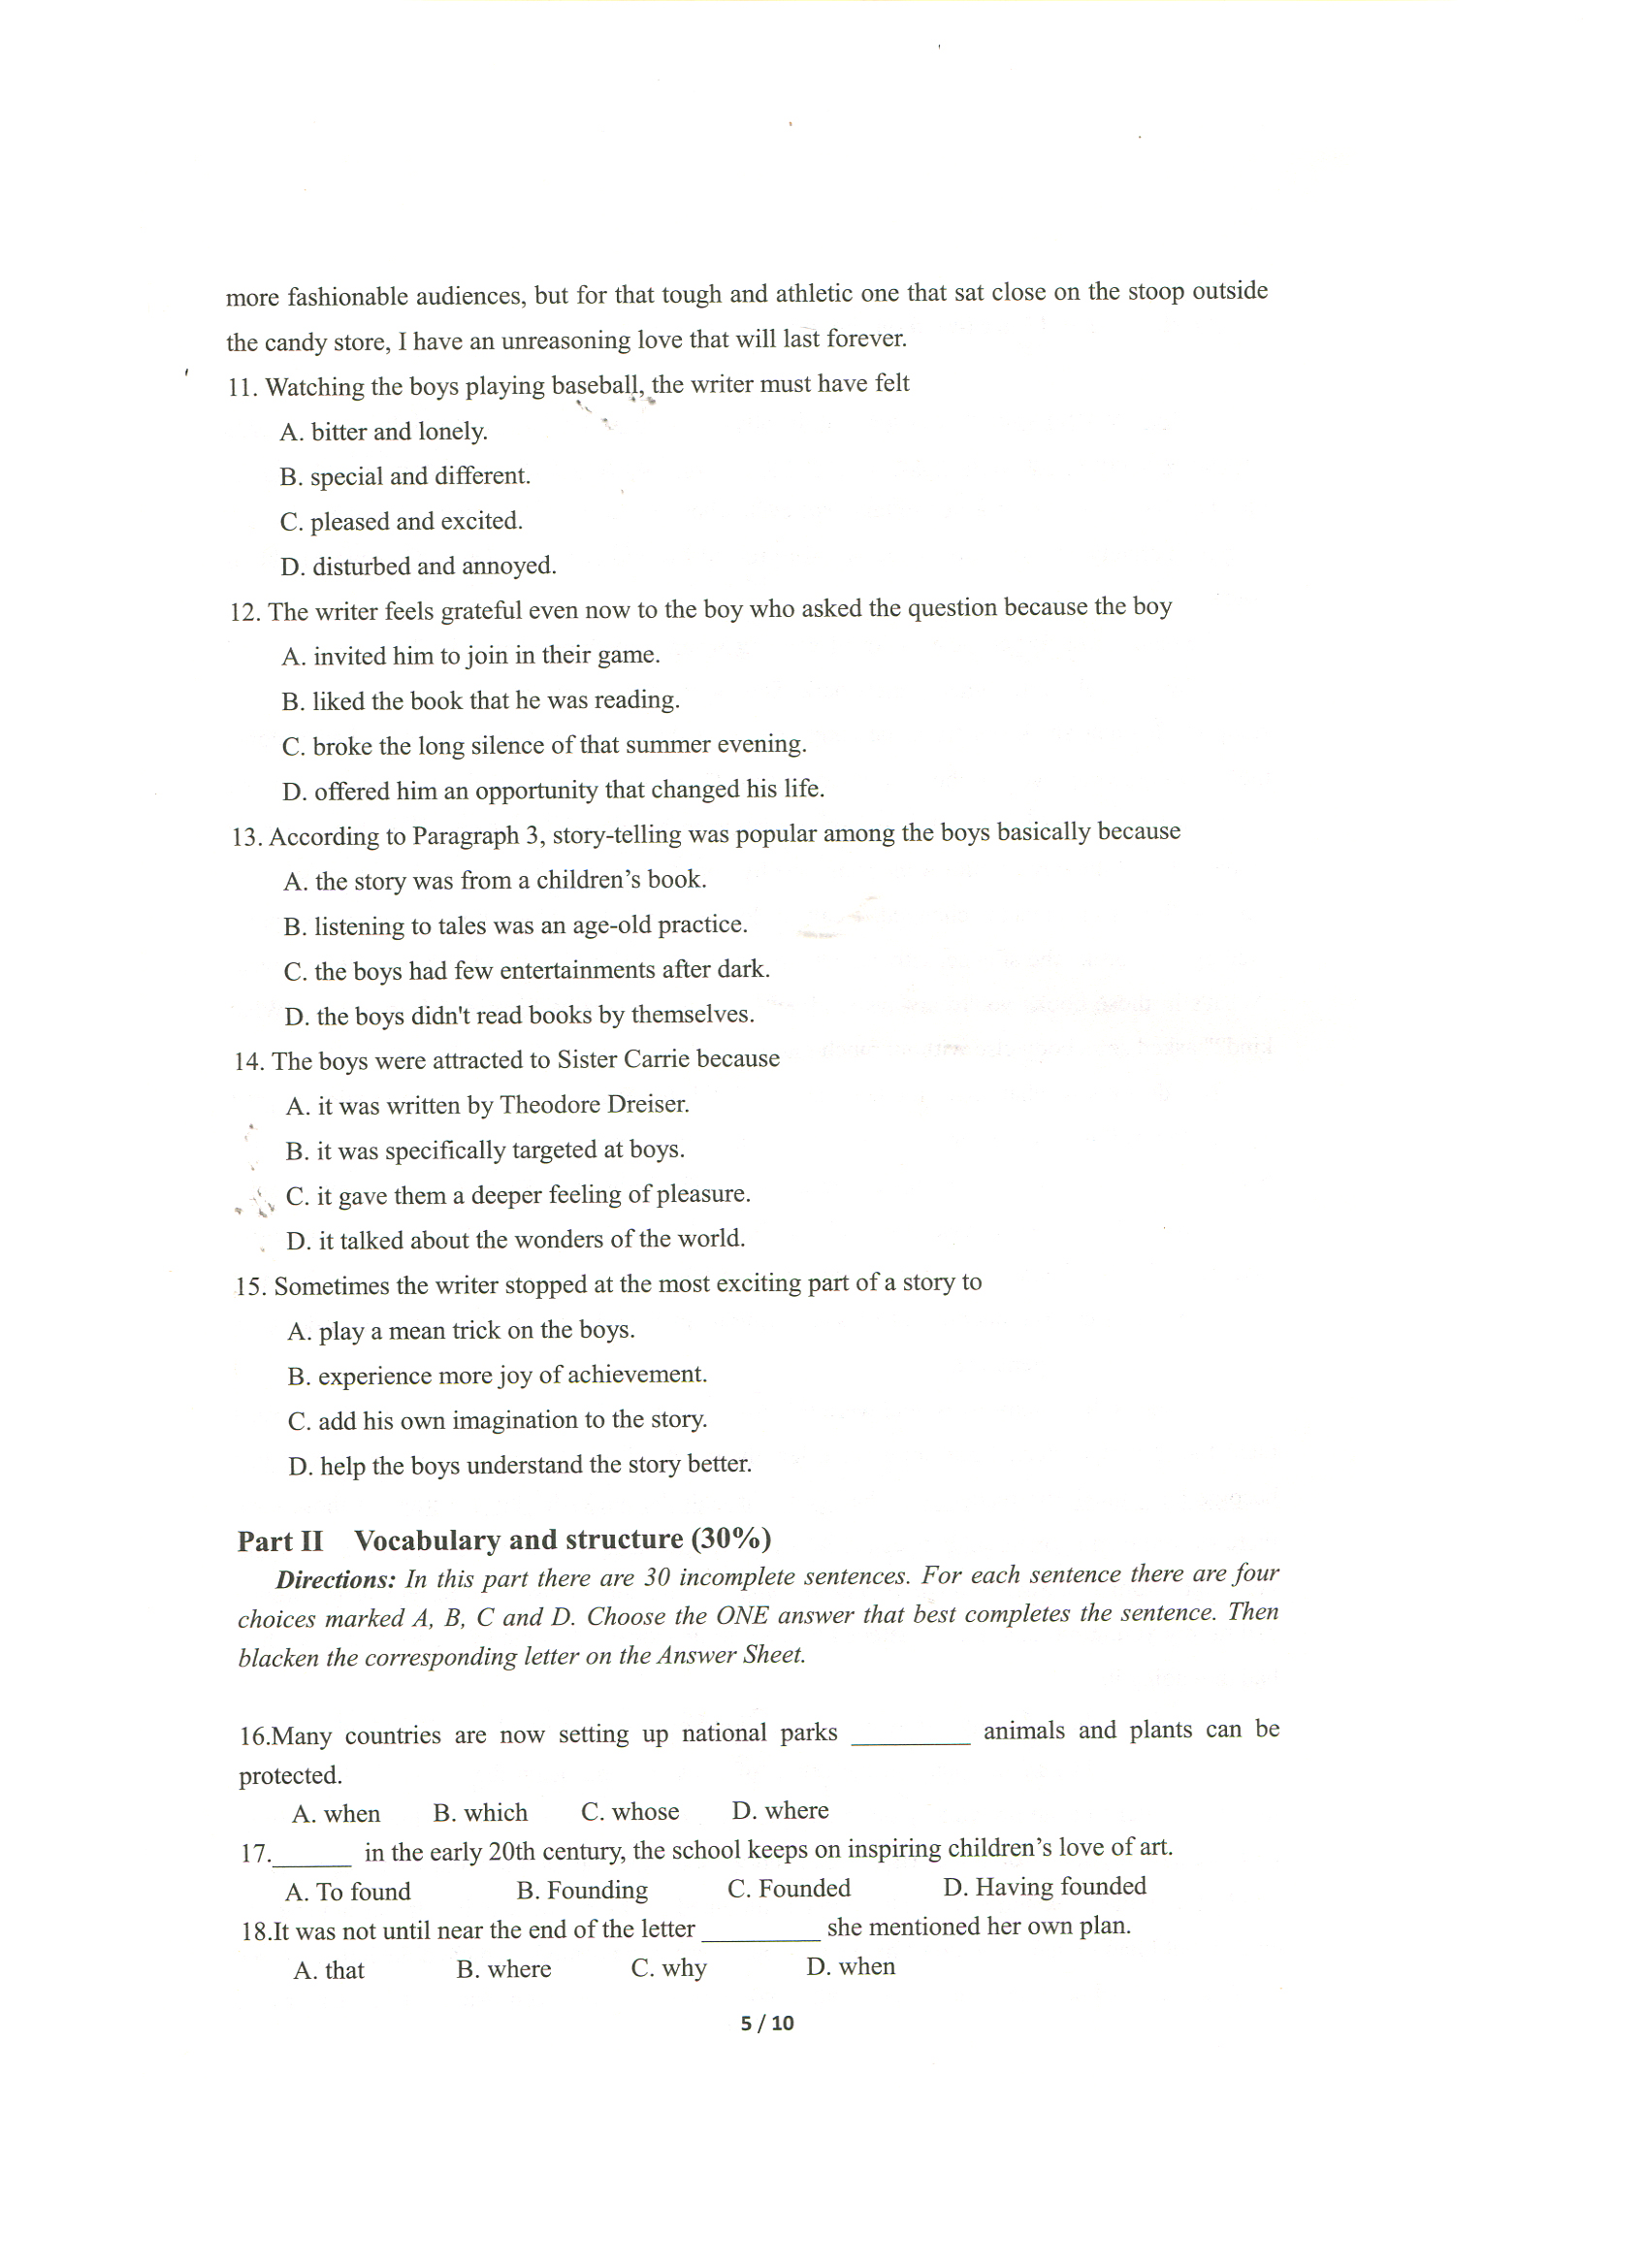 more fashionable audiences, but for that tough and athletic one that sat close on the stoop outside
the candy store, I have an unreasoning love that will last forever.
11. Watching the boys playing baseball, the writer must have felt
A. bitter and lonely.
B. special and different.
C. pleased and excited.
D. disturbed and annoyed.
12. The writer feels grateful even now to the boy who asked the question because the boy
A. invited him to join in their game.
B. liked the book that he was reading.
C. broke the long silence of that summer evening.
D. offered him an opportunity that changed his life.
13. According to Paragraph 3, story-telling was popular among the boys basically because
A. the story was from a children's book.
B. listening to tales was an age-old practice.
C. the boys had few entertainments after dark.
D. the boys didn't read books by themselves.
14. The boys were attracted to Sister Carrie because
A. it was written by Theodore Dreiser.
B. it was specifically targeted at boys.
C. it gave them a deeper feeling of pleasure.
D. it talked about the wonders of the world.
15. Sometimes the writer stopped at the most exciting part of a story to
A. play a mean trick on the boys.
B. experience more joy of achievement.
C. add his own imagination to the story.
D. help the boys understand the story better.
Part II Vocabulary and structure (30%)
Directions: In this part there are 30 incomplete sentences. For each sentence there are four
choices marked A, B, C and D. Choose the ONE answer that best completes the sentence. Then
blacken the corresponding letter on the Answer Sheet.
16.Many countries are now setting up national parks _________ animals and plants can be
protected.
A. when B. which C. whose D. where
17.______ in the early 20th century, the school keeps on inspiring children's love of art.
A. To found B. Founding C. Founded D. Having founded
18.It was not until near the end of the letter _________ she mentioned her own plan.
A. that B. where C. why D. when
5 / 10